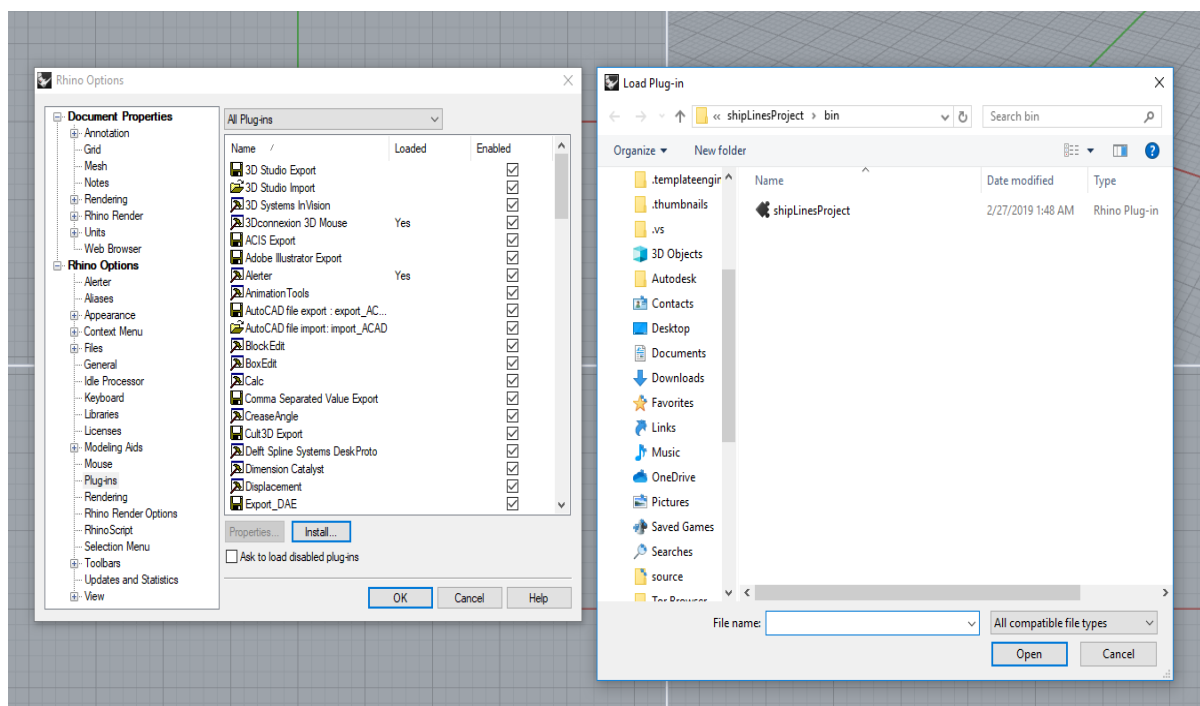 Rhino Options
Document Properties
Annotation
Grid
Mesh
Notes
Rendering
Rhino Render
Units
Web Browser
Rhino Options
Alerter
Aliases
Appearance
Context Menu
Files
General
Idle Processor
Keyboard
Libraries
Licenses
Modeling Aids
Mouse
Plug-ins
Rendering
Rhino Render Options
RhinoScript
Selection Menu
Toolbars
Updates and Statistics
View
All Plug-ins
Name Loaded Enabled
3D Studio Export
3D Studio Import
3D Systems InVision
3Dconnexion 3D Mouse Yes
ACIS Export
Adobe Illustrator Export
Alerter Yes
AnimationTools
AutoCAD file export : export_AC...
AutoCAD file import: import_ACAD
BlockEdit
BoxEdit
Calc
Comma Separated Value Export
CreaseAngle
Cult3D Export
Delft Spline Systems DeskProto
Dimension Catalyst
Displacement
Export_DAE
Properties... Install...
Ask to load disabled plug-ins
OK Cancel Help
Load Plug-in
« shipLinesProject › bin
Search bin
Organize New folder
.templateengir
.thumbnails
.vs
3D Objects
Autodesk
Contacts
Desktop
Documents
Downloads
Favorites
Links
Music
OneDrive
Pictures
Saved Games
Searches
source
Tor Browser
Name Date modified Type
shipLinesProject 2/27/2019 1:48 AM Rhino Plug-in
File name: All compatible file types
Open Cancel